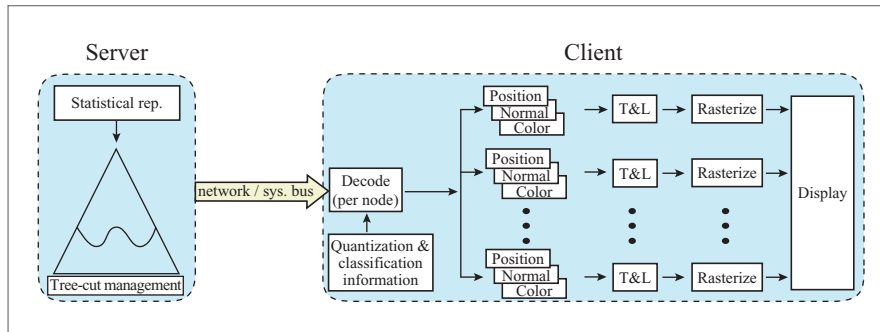 Server
Client
Statistical rep.
Tree-cut management
network / sys. bus
Decode
(per node)
Quantization &
classification
information
Position
Normal
Color
T&L
Rasterize
Position
Normal
Color
T&L
Rasterize
Position
Normal
Color
T&L
Rasterize
Display